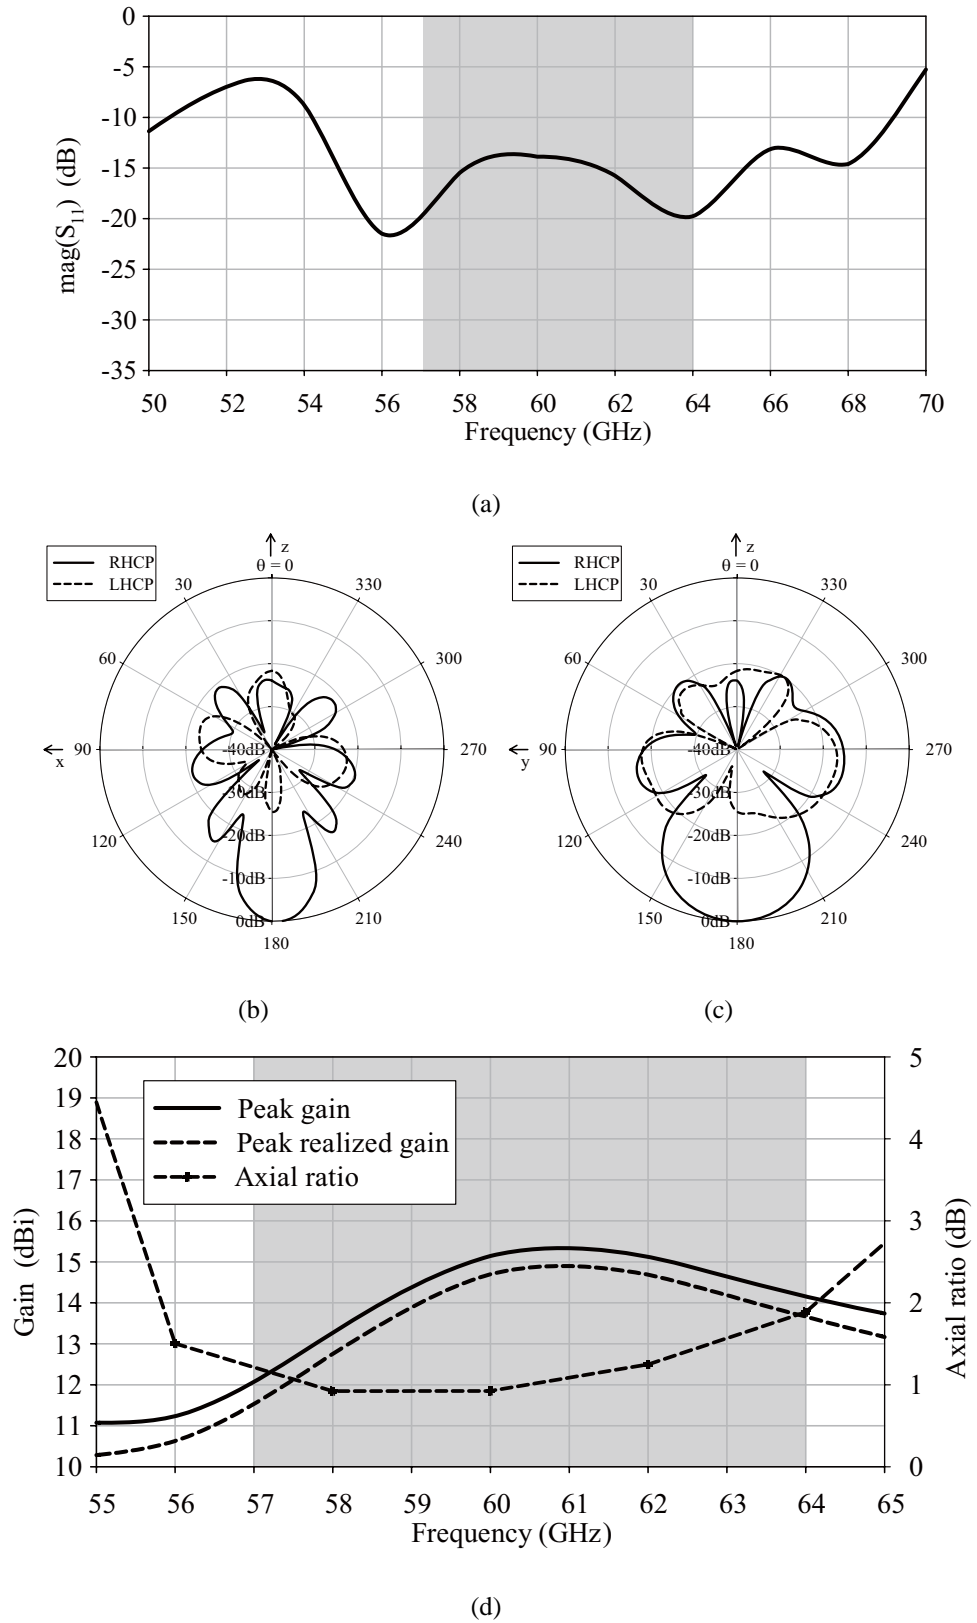 0
-5
-10
-15
-20
-25
-30
-35
mag(S11) (dB)
50 52 54 56 58 60 62 64 66 68 70
Frequency (GHz)
(a)
RHCP
LHCP
z
θ = 0
30 330
60 300
x 90 270
120 240
150 210
180
-40dB
-30dB
-20dB
-10dB
0dB
RHCP
LHCP
z
θ = 0
30 330
60 300
y 90 270
120 240
150 210
180
-40dB
-30dB
-20dB
-10dB
0dB
(b) (c)
20
19
18
17
16
15
14
13
12
11
10
Gain (dBi)
Peak gain
Peak realized gain
Axial ratio
5
4
3
2
1
0
Axial ratio (dB)
55 56 57 58 59 60 61 62 63 64 65
Frequency (GHz)
(d)